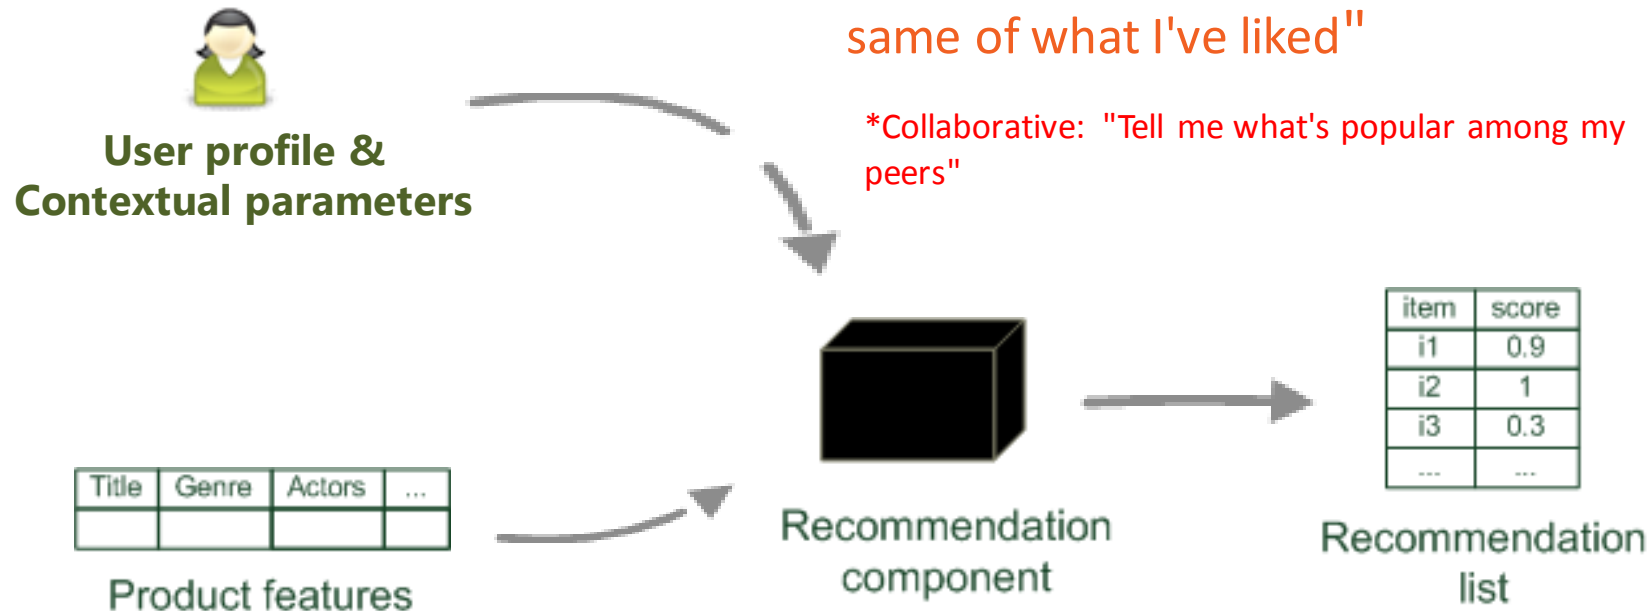 same of what I've liked"
*Collaborative: "Tell me what's popular among my
peers"
User profile &
Contextual parameters
item score
i1 0.9
i2 1
i3 0.3
... ...
Title Genre Actors ...
Recommendation
component
Recommendation
list
Product features